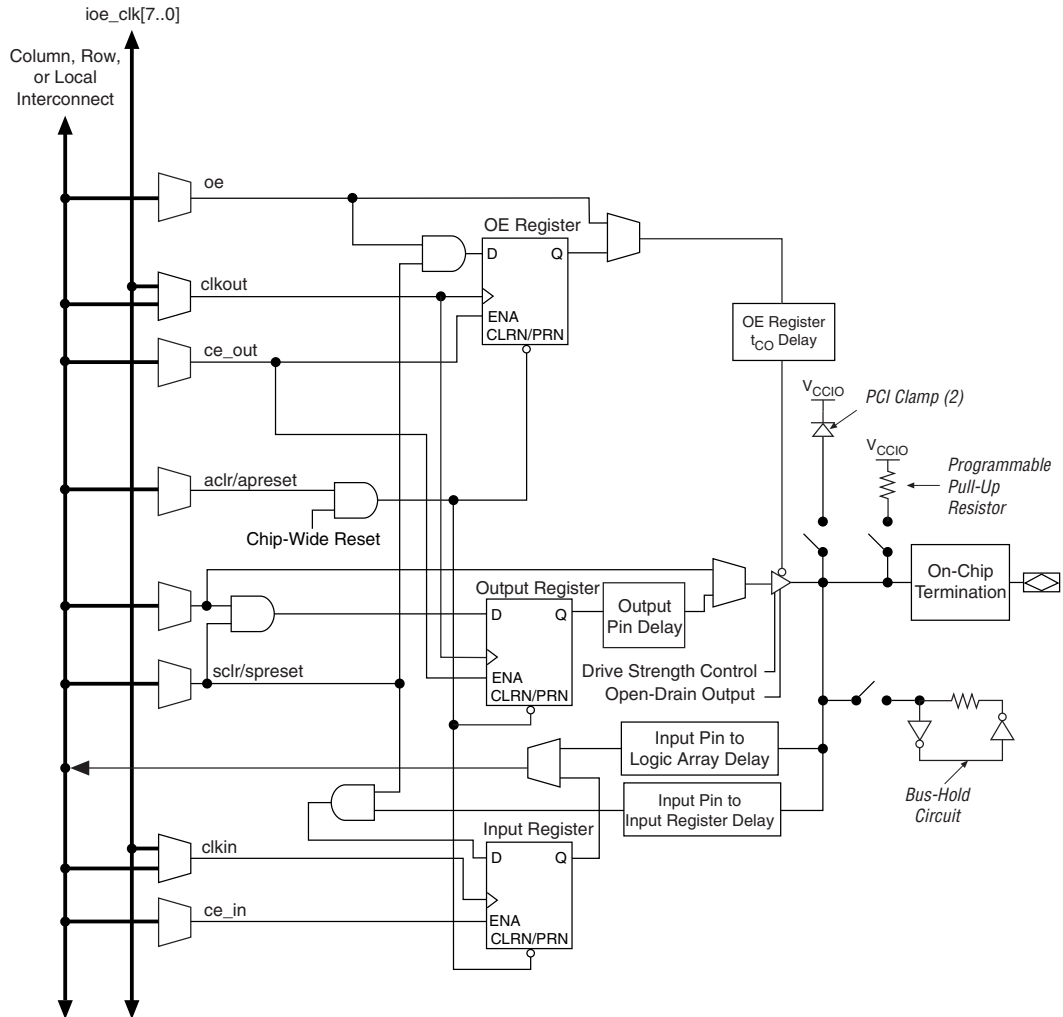 ioe_clk[7..0]
Column, Row,
or Local
Interconnect
oe
OE Register
D
Q
clkout
ENA
CLRN/PRN
OE Register
tCO Delay
ce_out
VCCIO
PCI Clamp (2)
VCCIO
Programmable
Pull-Up
Resistor
aclr/apreset
Chip-Wide Reset
On-Chip
Termination
Output Register
D
Q
Output
Pin Delay
ENA
CLRN/PRN
sclr/spreset
Drive Strength Control
Open-Drain Output
Input Pin to
Logic Array Delay
Input Pin to
Input Register Delay
Bus-Hold
Circuit
Input Register
D
Q
clkin
ce_in
ENA
CLRN/PRN